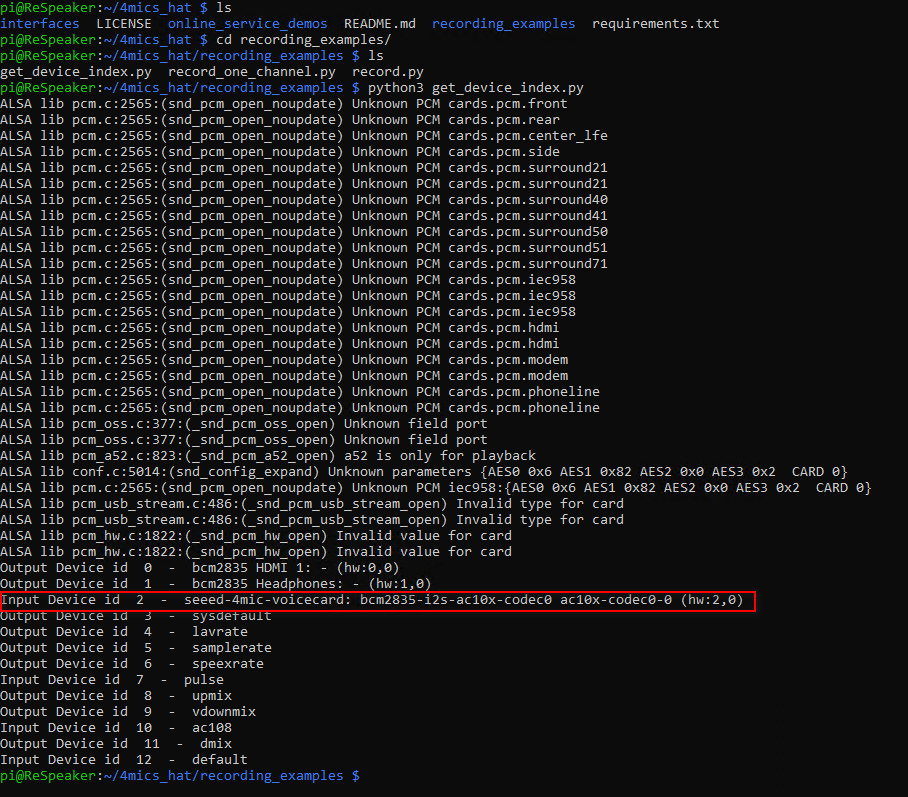 pi@ReSpeaker:~/4mics_hat $ ls
interfaces  LICENSE  online_service_demos  README.md  recording_examples  requirements.txt
pi@ReSpeaker:~/4mics_hat $ cd recording_examples/
pi@ReSpeaker:~/4mics_hat/recording_examples $ ls
get_device_index.py  record_one_channel.py  record.py
pi@ReSpeaker:~/4mics_hat/recording_examples $ python3 get_device_index.py
ALSA lib pcm.c:2565:(snd_pcm_open_noupdate) Unknown PCM cards.pcm.front
ALSA lib pcm.c:2565:(snd_pcm_open_noupdate) Unknown PCM cards.pcm.rear
ALSA lib pcm.c:2565:(snd_pcm_open_noupdate) Unknown PCM cards.pcm.center_lfe
ALSA lib pcm.c:2565:(snd_pcm_open_noupdate) Unknown PCM cards.pcm.side
ALSA lib pcm.c:2565:(snd_pcm_open_noupdate) Unknown PCM cards.pcm.surround21
ALSA lib pcm.c:2565:(snd_pcm_open_noupdate) Unknown PCM cards.pcm.surround21
ALSA lib pcm.c:2565:(snd_pcm_open_noupdate) Unknown PCM cards.pcm.surround40
ALSA lib pcm.c:2565:(snd_pcm_open_noupdate) Unknown PCM cards.pcm.surround41
ALSA lib pcm.c:2565:(snd_pcm_open_noupdate) Unknown PCM cards.pcm.surround50
ALSA lib pcm.c:2565:(snd_pcm_open_noupdate) Unknown PCM cards.pcm.surround51
ALSA lib pcm.c:2565:(snd_pcm_open_noupdate) Unknown PCM cards.pcm.surround71
ALSA lib pcm.c:2565:(snd_pcm_open_noupdate) Unknown PCM cards.pcm.iec958
ALSA lib pcm.c:2565:(snd_pcm_open_noupdate) Unknown PCM cards.pcm.iec958
ALSA lib pcm.c:2565:(snd_pcm_open_noupdate) Unknown PCM cards.pcm.iec958
ALSA lib pcm.c:2565:(snd_pcm_open_noupdate) Unknown PCM cards.pcm.hdmi
ALSA lib pcm.c:2565:(snd_pcm_open_noupdate) Unknown PCM cards.pcm.hdmi
ALSA lib pcm.c:2565:(snd_pcm_open_noupdate) Unknown PCM cards.pcm.modem
ALSA lib pcm.c:2565:(snd_pcm_open_noupdate) Unknown PCM cards.pcm.modem
ALSA lib pcm.c:2565:(snd_pcm_open_noupdate) Unknown PCM cards.pcm.phoneline
ALSA lib pcm.c:2565:(snd_pcm_open_noupdate) Unknown PCM cards.pcm.phoneline
ALSA lib pcm_oss.c:377:(_snd_pcm_oss_open) Unknown field port
ALSA lib pcm_oss.c:377:(_snd_pcm_oss_open) Unknown field port
ALSA lib pcm_a52.c:823:(_snd_pcm_a52_open) a52 is only for playback
ALSA lib conf.c:5014:(snd_config_expand) Unknown parameters {AES0 0x6 AES1 0x82 AES2 0x0 AES3 0x2  CARD 0}
ALSA lib pcm.c:2565:(snd_pcm_open_noupdate) Unknown PCM iec958:{AES0 0x6 AES1 0x82 AES2 0x0 AES3 0x2  CARD 0}
ALSA lib pcm_usb_stream.c:486:(_snd_pcm_usb_stream_open) Invalid type for card
ALSA lib pcm_usb_stream.c:486:(_snd_pcm_usb_stream_open) Invalid type for card
ALSA lib pcm_hw.c:1822:(_snd_pcm_hw_open) Invalid value for card
ALSA lib pcm_hw.c:1822:(_snd_pcm_hw_open) Invalid value for card
Output Device id  0  -  bcm2835 HDMI 1: - (hw:0,0)
Output Device id  1  -  bcm2835 Headphones: - (hw:1,0)
Input Device id  2  -  seeed-4mic-voicecard: bcm2835-i2s-ac10x-codec0 ac10x-codec0-0 (hw:2,0)
Output Device id  3  -  sysdefault
Output Device id  4  -  lavrate
Output Device id  5  -  samplerate
Output Device id  6  -  speexrate
Input Device id  7  -  pulse
Output Device id  8  -  upmix
Output Device id  9  -  vdownmix
Input Device id  10  -  ac108
Output Device id  11  -  dmix
Input Device id  12  -  default
pi@ReSpeaker:~/4mics_hat/recording_examples $